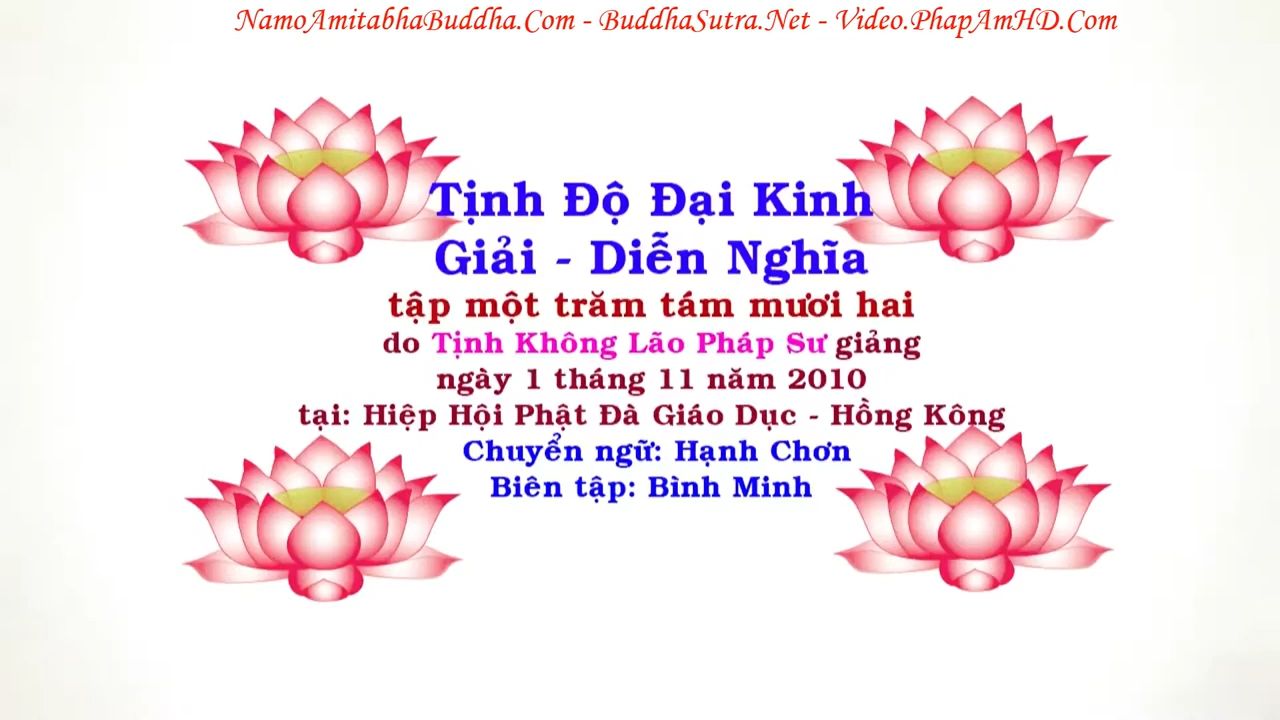 NamoAmitabhaBuddha.Com - BuddhaSutra.Net - Video.PhapAmHD.Com
Tịnh Độ Đại Kinh
Giải - Diễn Nghĩa
tập một trăm tám mươi hai
do Tịnh Không Lão Pháp Sư giảng
ngày 1 tháng 11 năm 2010
tại: Hiệp Hội Phật Đà Giáo Dục - Hồng Kông
Chuyển ngữ: Hạnh Chơn
Biên tập: Bình Minh